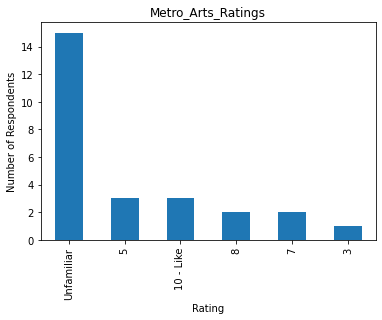 Metro_Arts_Ratings
Number of Respondents
14
12
10
8
6
4
2
0
Unfamiliar
5
10 - Like
8
7
3
Rating